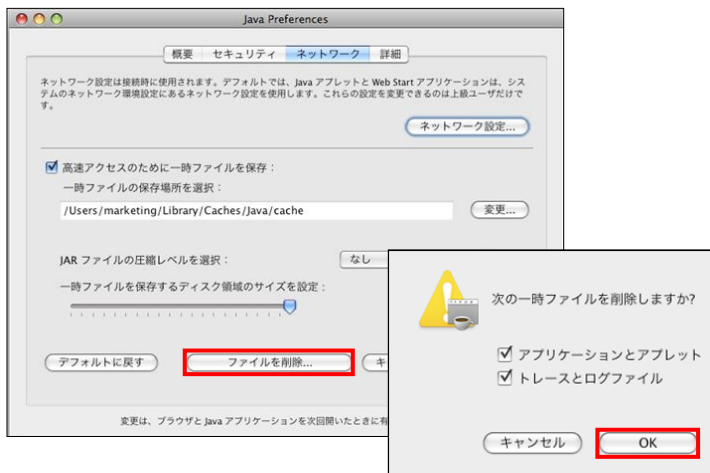 Java Preferences
概要 セキュリティ ネットワーク 詳細
ネットワーク設定は接続時に使用されます。デフォルトでは、Java アプレットと Web Start アプリケーションは、シス
テムのネットワーク環境設定にあるネットワーク設定を使用します。これらの設定を変更できるのは上級ユーザだけで
す。
ネットワーク設定...
高速アクセスのために一時ファイルを保存：
一時ファイルの保存場所を選択：
/Users/marketing/Library/Caches/Java/cache
変更...
JAR ファイルの圧縮レベルを選択：
なし
一時ファイルを保存するディスク領域のサイズを設定：
デフォルトに戻す
ファイルを削除...
キ
変更は、ブラウザと Java アプリケーションを次回開いたときに有
次の一時ファイルを削除しますか?
アプリケーションとアプレット
トレースとログファイル
キャンセル
OK